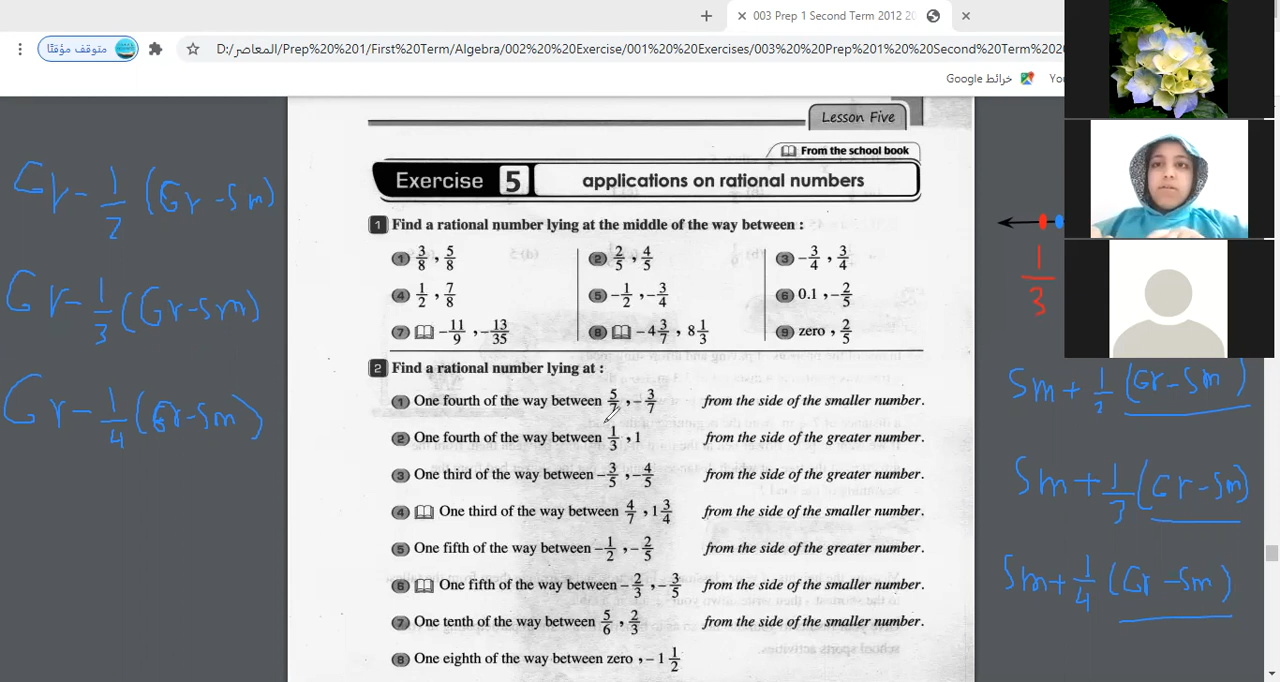 003 Prep 1 Second Term 2012 20
متوقف مؤقتًا
D:/المعاصر/Prep%20%201/First%20Term/Algebra/002%20%20Exercise/001%20%20Exercises/003%20%20Prep%201%20%20Second%20Term%20
خرائط Google
Yo
Lesson Five
From the school book
Exercise 5 applications on rational numbers
1 Find a rational number lying at the middle of the way between :
1 3/8 , 5/8 2 2/5 , 4/5 3 -3/4 , 3/4
4 1/2 , 7/8 5 -1/2 , -3/4 6 0.1 , -2/5
7 -11/9 , -13/35 8 -4 3/7 , 8 1/3 9 zero , 2/5
2 Find a rational number lying at :
1 One fourth of the way between 5/7 , -3/7 from the side of the smaller number.
2 One fourth of the way between 1/3 , 1 from the side of the greater number.
3 One third of the way between -3/5 , -4/5 from the side of the greater number.
4 One third of the way between 4/7 , 1 3/4 from the side of the smaller number.
5 One fifth of the way between -1/2 , -2/5 from the side of the greater number.
6 One fifth of the way between -2/3 , -3/5 from the side of the smaller number.
7 One tenth of the way between 5/6 , 2/3 from the side of the smaller number.
8 One eighth of the way between zero , -1 1/2
Gr - 1/2 (Gr - Sm)
Gr - 1/3 (Gr - Sm)
Gr - 1/4 (Gr - Sm)
1/3
Sm + 1/2 (Gr - Sm)
Sm + 1/3 (Gr - Sm)
Sm + 1/4 (Gr - Sm)